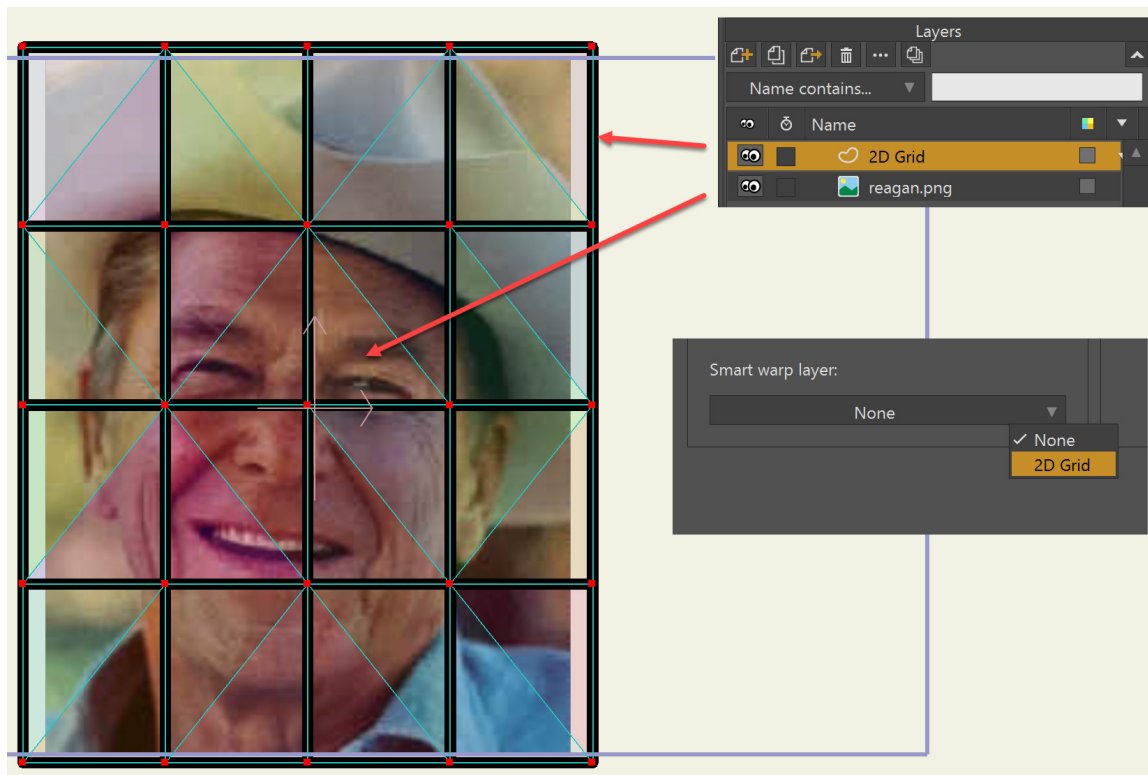 Layers
Name contains...
Name
2D Grid
reagan.png
Smart warp layer:
None
None
2D Grid